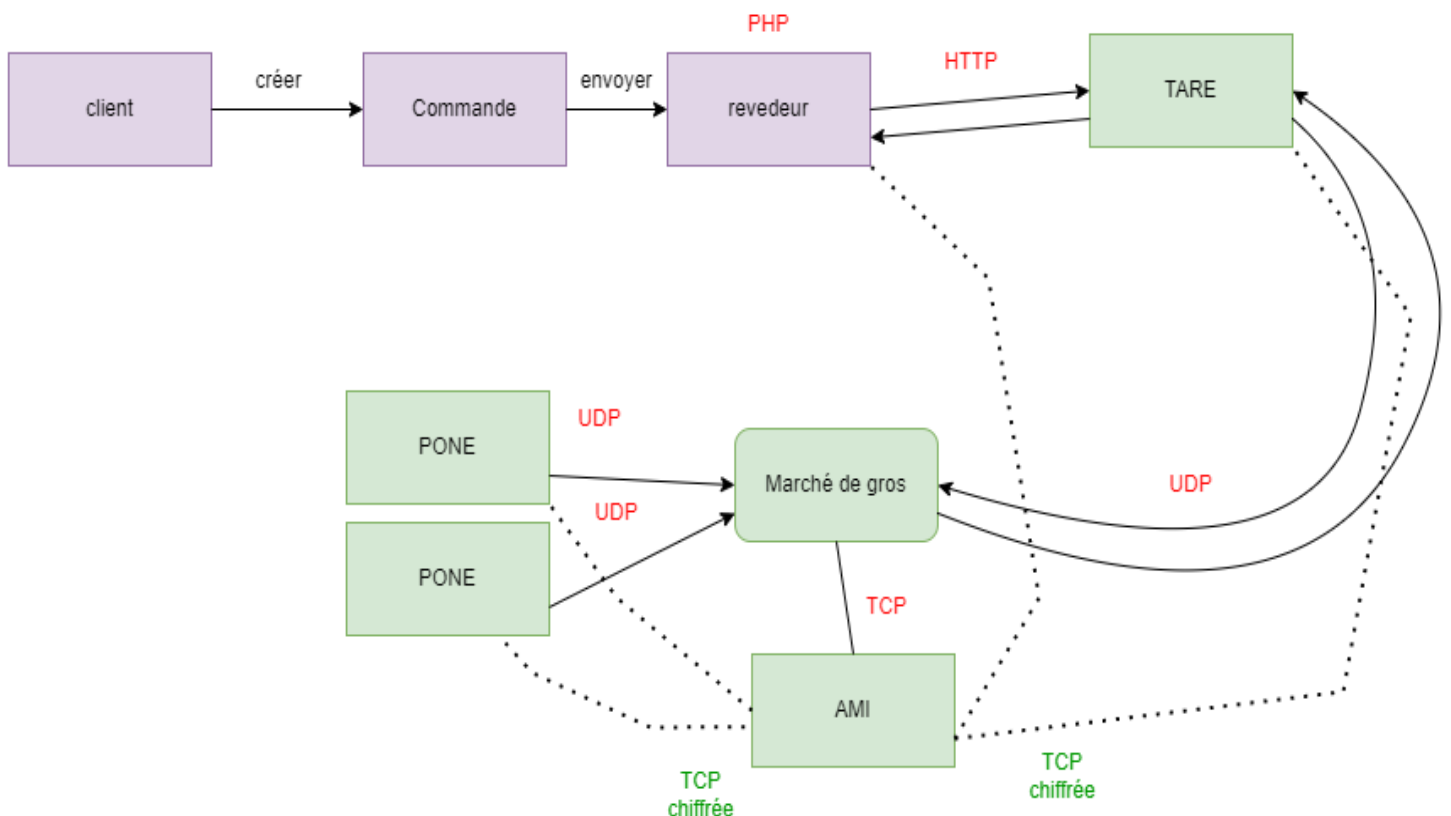 PHP
créer
envoyer
HTTP
client
Commande
revedeur
TARE
PONE
UDP
Marché de gros
UDP
UDP
PONE
TCP
AMI
TCP
chiffrée
TCP
chiffrée